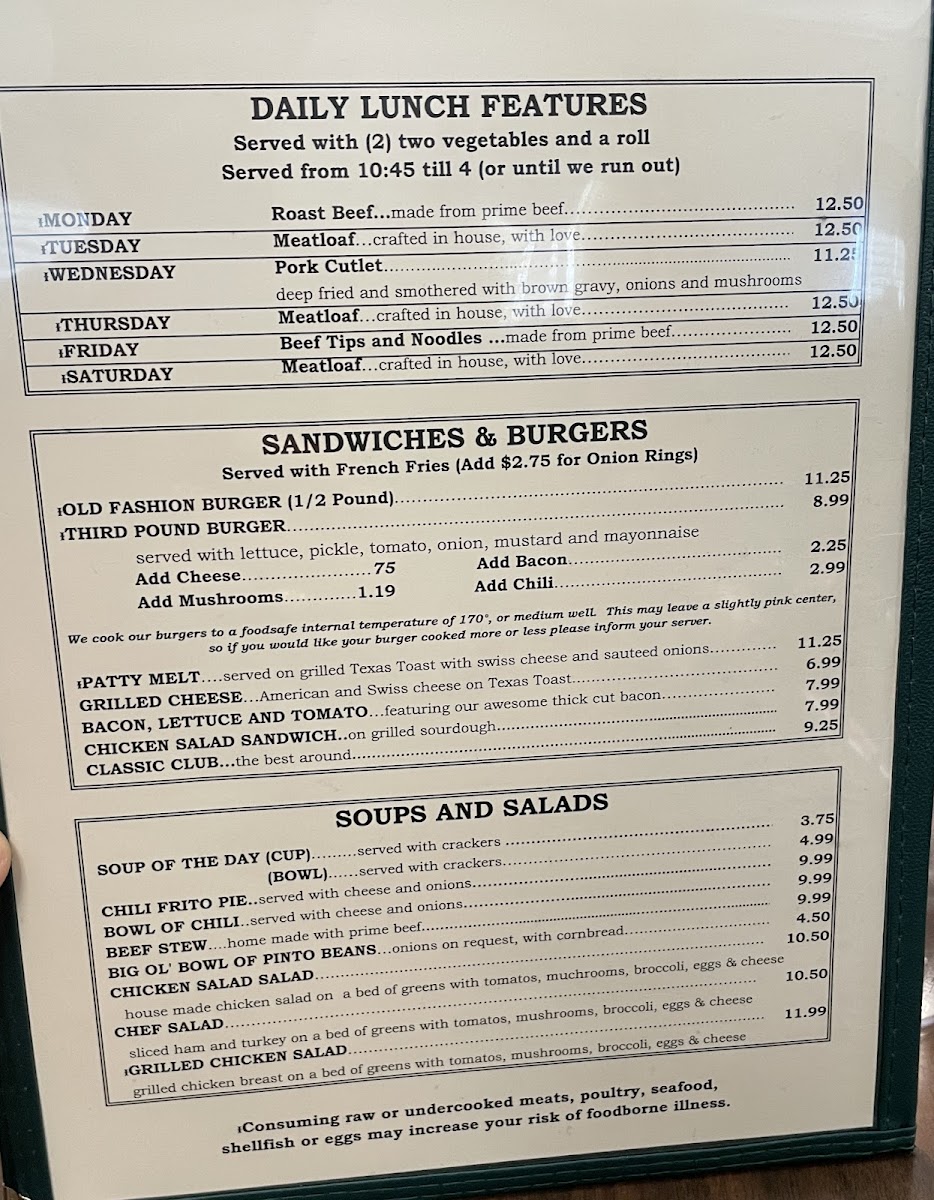 DAILY LUNCH FEATURES
Served with (2) two vegetables and a roll
Served from 10:45 till 4 (or until we run out)
ıMONDAY Roast Beef...made from prime beef........ 12.50
ıTUESDAY Meatloaf...crafted in house, with love........ 12.50
ıWEDNESDAY Pork Cutlet........ 11.25
deep fried and smothered with brown gravy, onions and mushrooms
ıTHURSDAY Meatloaf...crafted in house, with love........ 12.50
ıFRIDAY Beef Tips and Noodles ...made from prime beef........ 12.50
ıSATURDAY Meatloaf...crafted in house, with love........ 12.50
SANDWICHES & BURGERS
Served with French Fries (Add $2.75 for Onion Rings)
ıOLD FASHION BURGER (1/2 Pound)........ 11.25
ıTHIRD POUND BURGER........ 8.99
served with lettuce, pickle, tomato, onion, mustard and mayonnaise
Add Cheese........ .75 Add Bacon........ 2.25
Add Mushrooms........ 1.19 Add Chili........ 2.99
We cook our burgers to a foodsafe internal temperature of 170°, or medium well. This may leave a slightly pink center,
so if you would like your burger cooked more or less please inform your server.
ıPATTY MELT....served on grilled Texas Toast with swiss cheese and sauteed onions........ 11.25
GRILLED CHEESE...American and Swiss cheese on Texas Toast........ 6.99
BACON, LETTUCE AND TOMATO...featuring our awesome thick cut bacon........ 7.99
CHICKEN SALAD SANDWICH..on grilled sourdough........ 7.99
CLASSIC CLUB...the best around........ 9.25
SOUPS AND SALADS
SOUP OF THE DAY (CUP).........served with crackers ........ 3.75
(BOWL)......served with crackers........ 4.99
CHILI FRITO PIE..served with cheese and onions........ 9.99
BOWL OF CHILI..served with cheese and onions........ 9.99
BEEF STEW....home made with prime beef........ 9.99
BIG OL' BOWL OF PINTO BEANS...onions on request, with cornbread........ 4.50
CHICKEN SALAD SALAD........ 10.50
house made chicken salad on a bed of greens with tomatos, muchrooms, broccoli, eggs & cheese
CHEF SALAD........ 10.50
sliced ham and turkey on a bed of greens with tomatos, mushrooms, broccoli, eggs & cheese
ıGRILLED CHICKEN SALAD........ 11.99
grilled chicken breast on a bed of greens with tomatos, mushrooms, broccoli, eggs & cheese
ıConsuming raw or undercooked meats, poultry, seafood,
shellfish or eggs may increase your risk of foodborne illness.